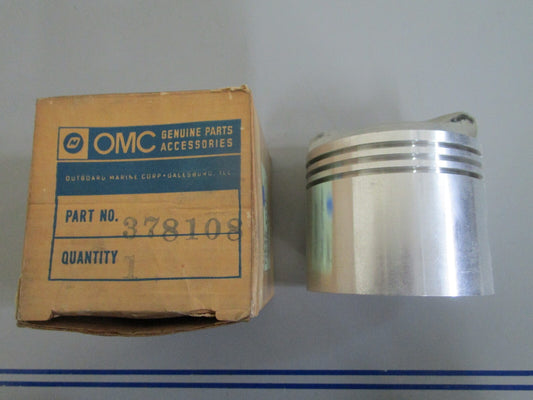 OMC GENUINE PARTS
ACCESSORIES
OUTBOARD MARINE CORP • GALESBURG, ILL.
PART NO. 378108
QUANTITY 1